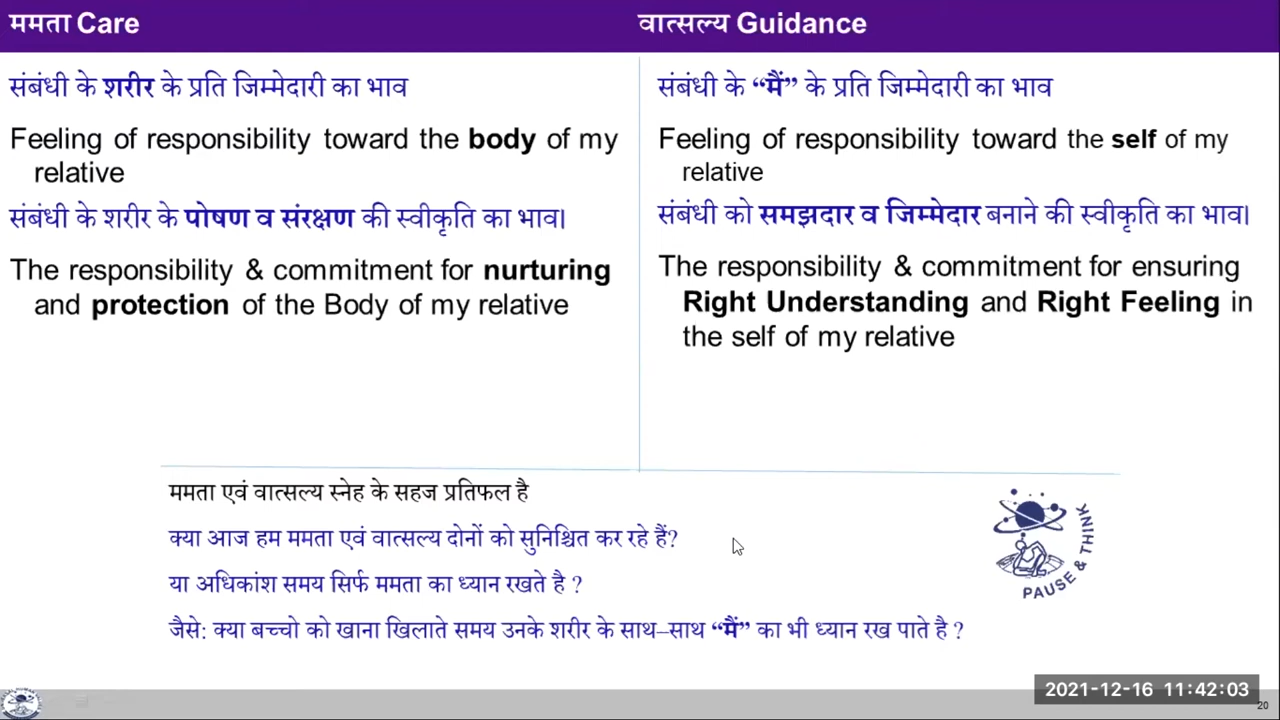 ममता Care
संबंधी के शरीर के प्रति जिम्मेदारी का भाव
Feeling of responsibility toward the body of my
relative
संबंधी के शरीर के पोषण व संरक्षण की स्वीकृति का भाव।
The responsibility & commitment for nurturing
and protection of the Body of my relative
वात्सल्य Guidance
संबंधी के “मैं” के प्रति जिम्मेदारी का भाव
Feeling of responsibility toward the self of my
relative
संबंधी को समझदार व जिम्मेदार बनाने की स्वीकृति का भाव।
The responsibility & commitment for ensuring
Right Understanding and Right Feeling in
the self of my relative
ममता एवं वात्सल्य स्नेह के सहज प्रतिफल है
क्या आज हम ममता एवं वात्सल्य दोनों को सुनिश्चित कर रहे हैं?
या अधिकांश समय सिर्फ ममता का ध्यान रखते है ?
जैसे: क्या बच्चो को खाना खिलाते समय उनके शरीर के साथ–साथ “मैं” का भी ध्यान रख पाते है ?
PAUSE & THINK
2021-12-16 11:42:03
20